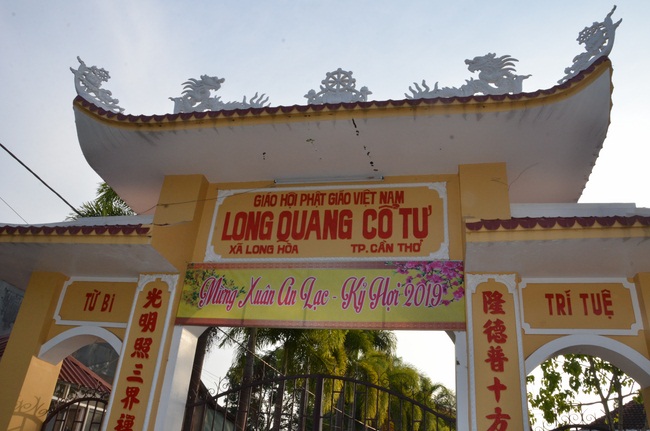 GIÁO HỘI PHẬT GIÁO VIỆT NAM
LONG QUANG CỔ TỰ
XÃ LONG HÒA TP. CẦN THƠ
Mừng Xuân An Lạc - Kỷ Hợi 2019
TỪ BI
TRÍ TUỆ
光明照三界
隆德普十方